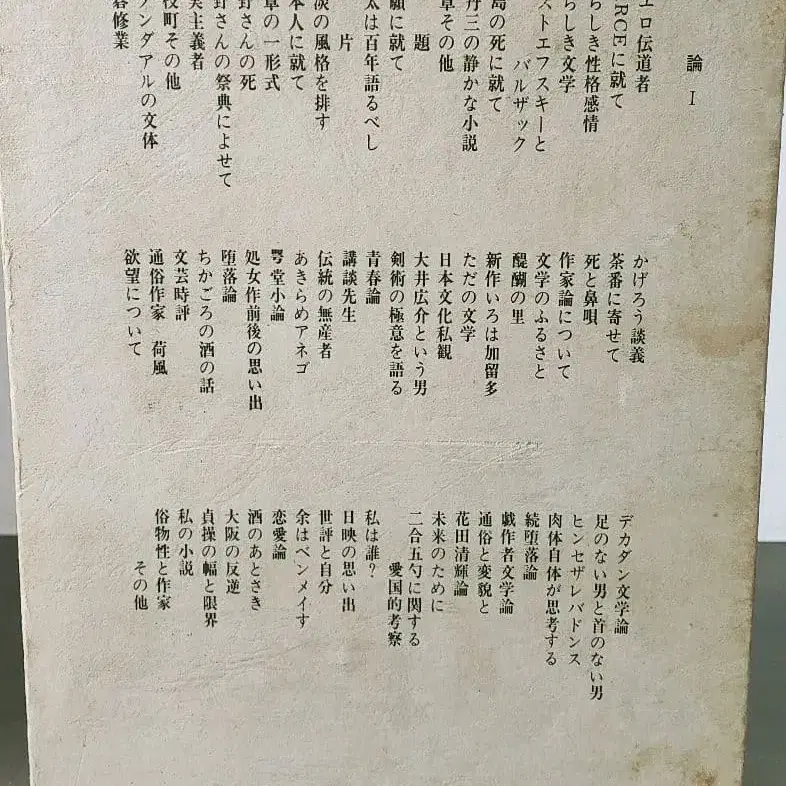 論 I
エロ伝道者
RCEに就て
らしき性格感情
らしき文学
ストエフスキーと
バルザック
島の死に就て
丹三の静かな小説
章その他
題
願に就て
太は百年語るべし
片
淡の風格を排す
本人に就て
章の一形式
野さんの死
野さんの祭典によせて
実主義者
役町その他
ンダアルの文体
修業
かげろう談義
茶番に寄せて
死と鼻唄
作家論について
文学のふるさと
醍醐の里
新作いろは加留多
ただの文学
日本文化私観
大井広介という男
剣術の極意を語る
青春論
講談先生
伝統の無産者
あきらめアネゴ
咢堂小論
処女作前後の思い出
堕落論
ちかごろの酒の話
文芸時評
通俗作家 荷風
欲望について
デカダン文学論
足のない男と首のない男
ヒンセザレバドンス
肉体自体が思考する
続堕落論
戯作者文学論
通俗と変貌と
花田清輝論
未来のために
二合五勺に関する
愛国的考察
私は誰?
日映の思い出
世評と自分
余はベンメイす
恋愛論
酒のあとさき
大阪の反逆
貞操の幅と限界
私の小説
俗物性と作家
その他